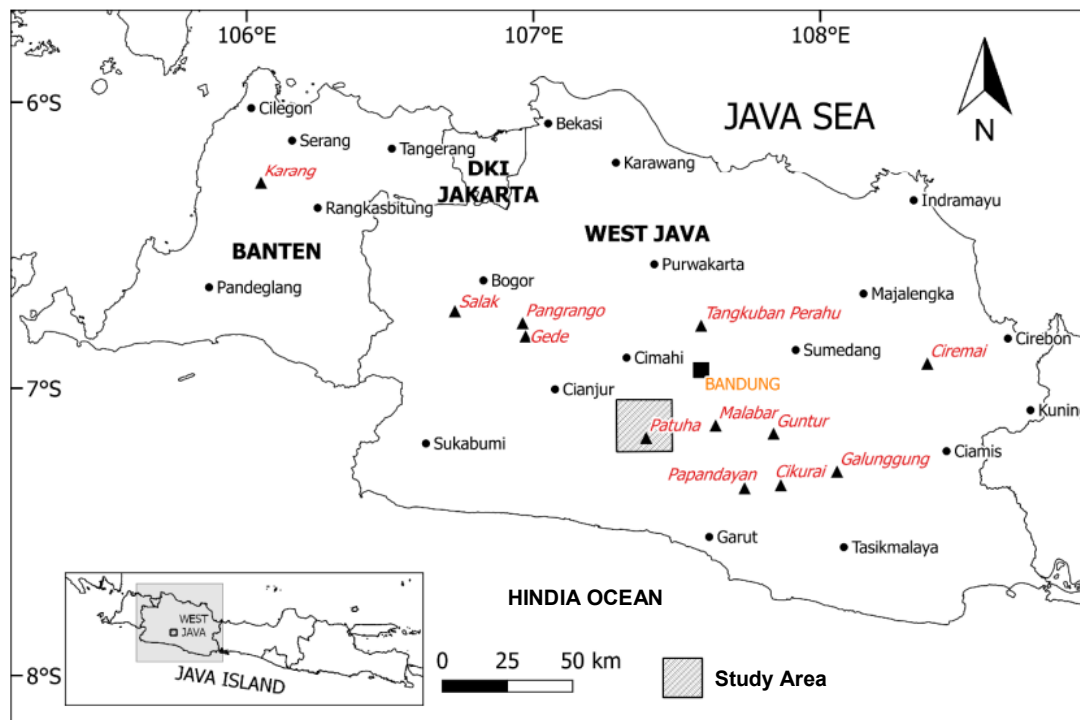 106°E
107°E
108°E
6°S
7°S
8°S
JAVA SEA
N
Cilegon
Serang
Tangerang
Bekasi
Karang
DKI
JAKARTA
Karawang
Rangkasbitung
Indramayu
BANTEN
WEST JAVA
Purwakarta
Pandeglang
Bogor
Majalengka
Salak
Pangrango
Tangkuban Perahu
Gede
Cimahi
Sumedang
Cirebon
Ciremai
BANDUNG
Cianjur
Kuning
Malabar
Guntur
Patuha
Sukabumi
Ciamis
Papandayan
Cikurai
Galunggung
Garut
Tasikmalaya
HINDIA OCEAN
WEST
JAVA
JAVA ISLAND
0 25 50 km
Study Area